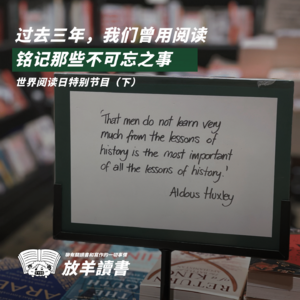 过去三年，我们曾用阅读
铭记那些不可忘之事
世界阅读日特别节目（下）
"That men do not learn very
much from the lessons of
history is the most important
of all the lessons of history."
Aldous Huxley
放羊讀書